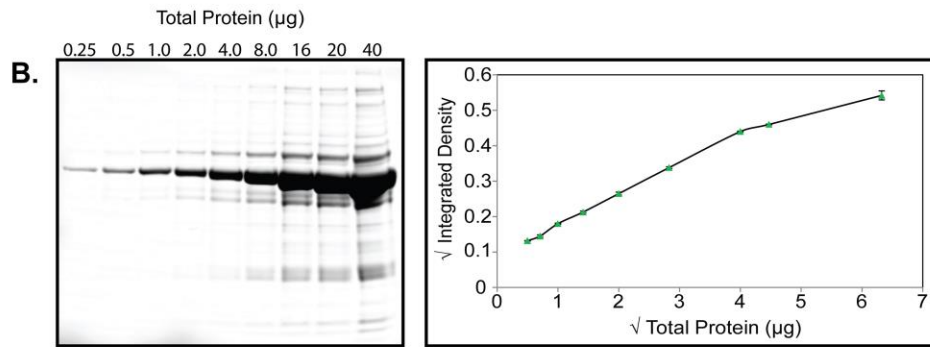 Total Protein (µg)
0.25 0.5 1.0 2.0 4.0 8.0 16 20 40
B.
0.6
0.5
0.4
0.3
0.2
0.1
0
√ Integrated Density
0 1 2 3 4 5 6 7
√ Total Protein (µg)